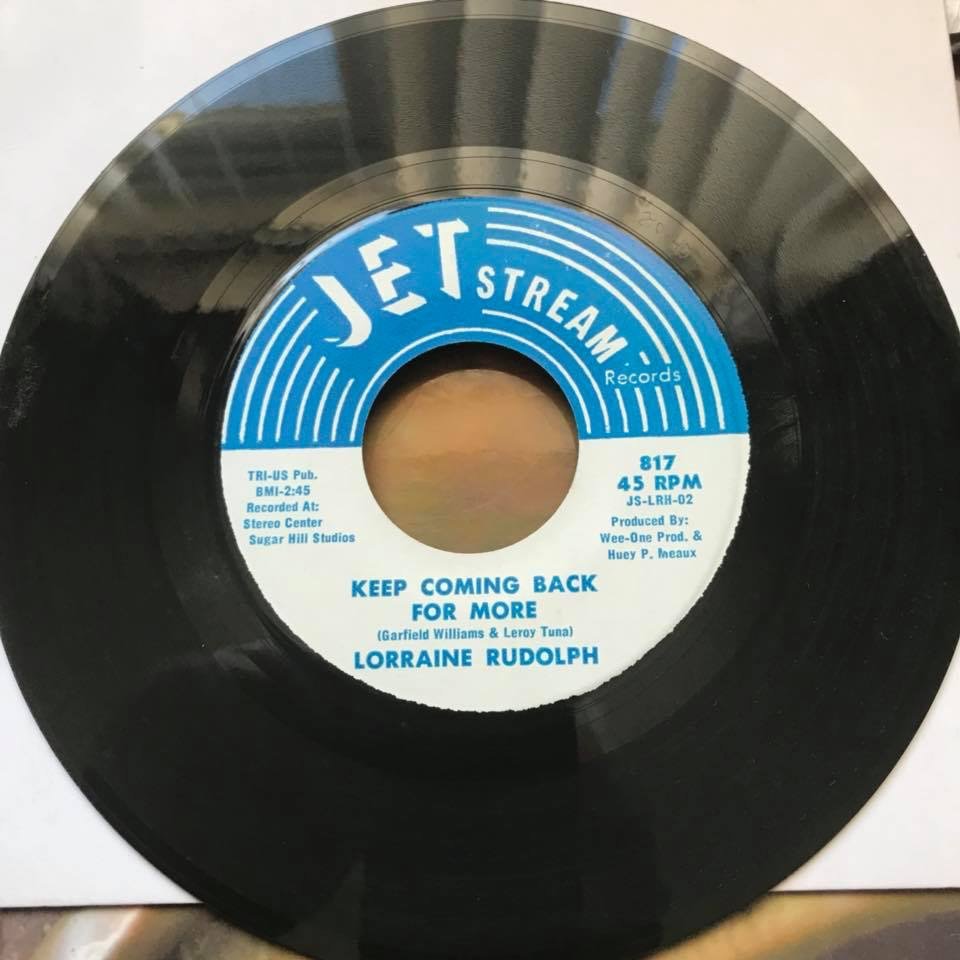 JET
STREAM
Records
TRI-US Pub.
BMI-2:45
Recorded At:
Stereo Center
Sugar Hill Studios
817
45 RPM
JS-LRH-02
Produced By:
Wee-One Prod. &
Huey P. Meaux
KEEP COMING BACK
FOR MORE
(Garfield Williams & Leroy Tuna)
LORRAINE RUDOLPH